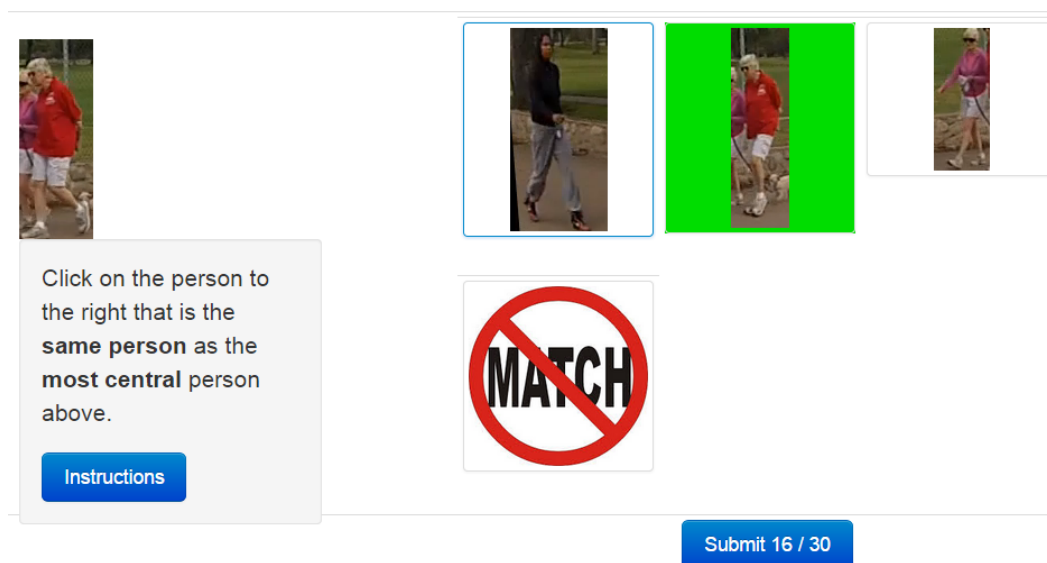 Click on the person to
the right that is the
same person as the
most central person
above.
Instructions
MATCH
Submit 16 / 30